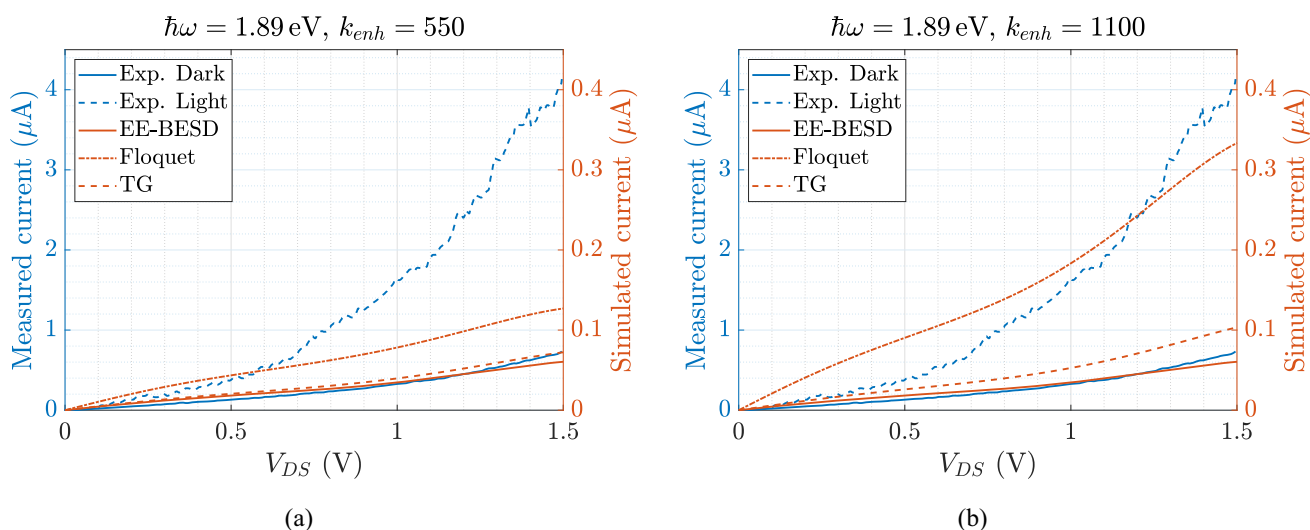 ℏω = 1.89 eV, k_enh = 550
Measured current (μA)
4
3
2
1
0
Exp. Dark
Exp. Light
EE-BESD
Floquet
TG
0.4
0.3
0.2
0.1
0
Simulated current (μA)
0 0.5 1 1.5
V_DS (V)
(a)
ℏω = 1.89 eV, k_enh = 1100
Measured current (μA)
4
3
2
1
0
Exp. Dark
Exp. Light
EE-BESD
Floquet
TG
0.4
0.3
0.2
0.1
0
Simulated current (μA)
0 0.5 1 1.5
V_DS (V)
(b)